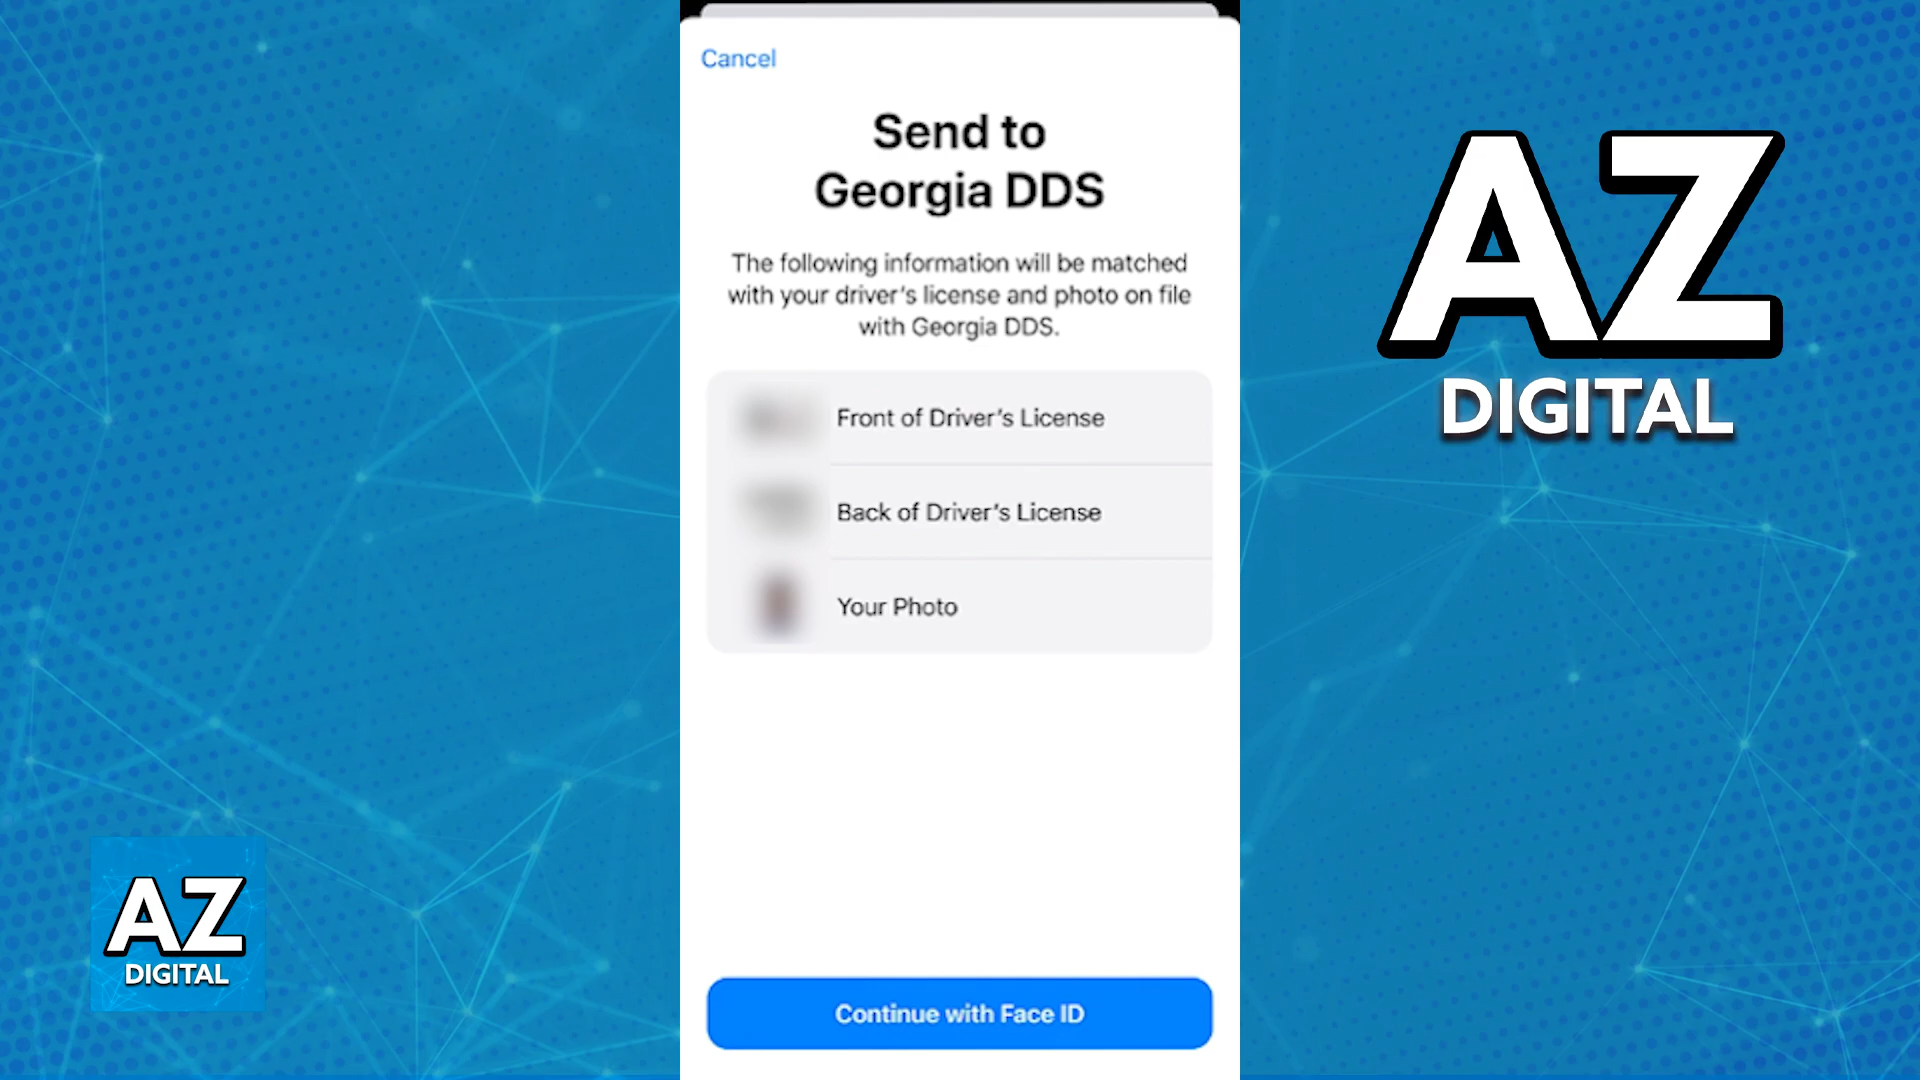 Cancel
Send to
Georgia DDS
The following information will be matched
with your driver's license and photo on file
with Georgia DDS.
Front of Driver's License
Back of Driver's License
Your Photo
Continue with Face ID
AZ
DIGITAL
AZ
DIGITAL